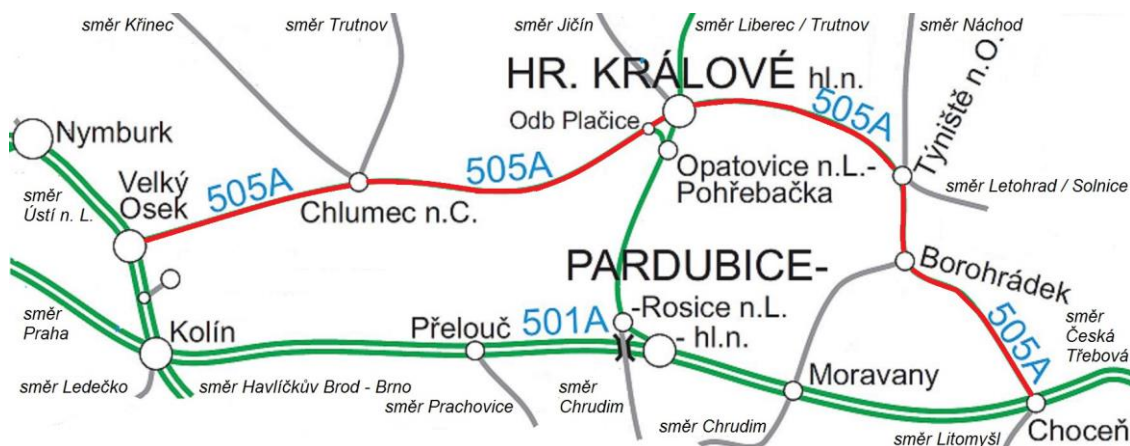 směr Křinec
směr Trutnov
směr Jičín
směr Liberec / Trutnov
směr Náchod
HR. KRÁLOVÉ hl.n.
505A
Týniště n.O.
Nymburk
Odb Plačice
505A
505A
Opatovice n.L.-
Pohřebačka
směr Letohrad / Solnice
Velký
Osek
směr
Ústí n. L.
Chlumec n.C.
PARDUBICE-
Borohrádek
-Rosice n.L.
- hl.n.
směr
Praha
Kolín
Přelouč
501A
505A
směr
Česká
Třebová
Moravany
směr Ledečko
směr Havlíčkův Brod - Brno
směr Prachovice
směr
Chrudim
směr Chrudim
směr Litomyšl
Choceň